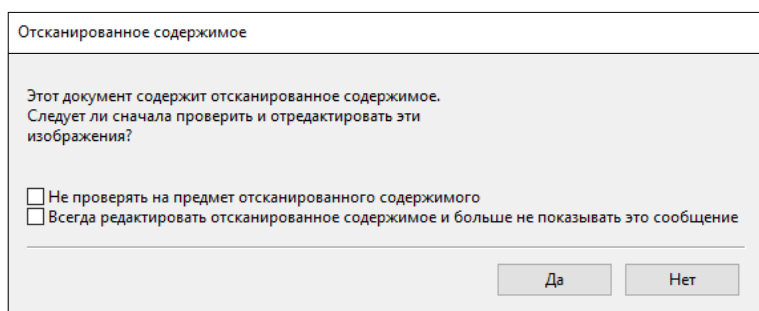 Отсканированное содержимое
Этот документ содержит отсканированное содержимое.
Следует ли сначала проверить и отредактировать эти
изображения?
Не проверять на предмет отсканированного содержимого
Всегда редактировать отсканированное содержимое и больше не показывать это сообщение
Да
Нет